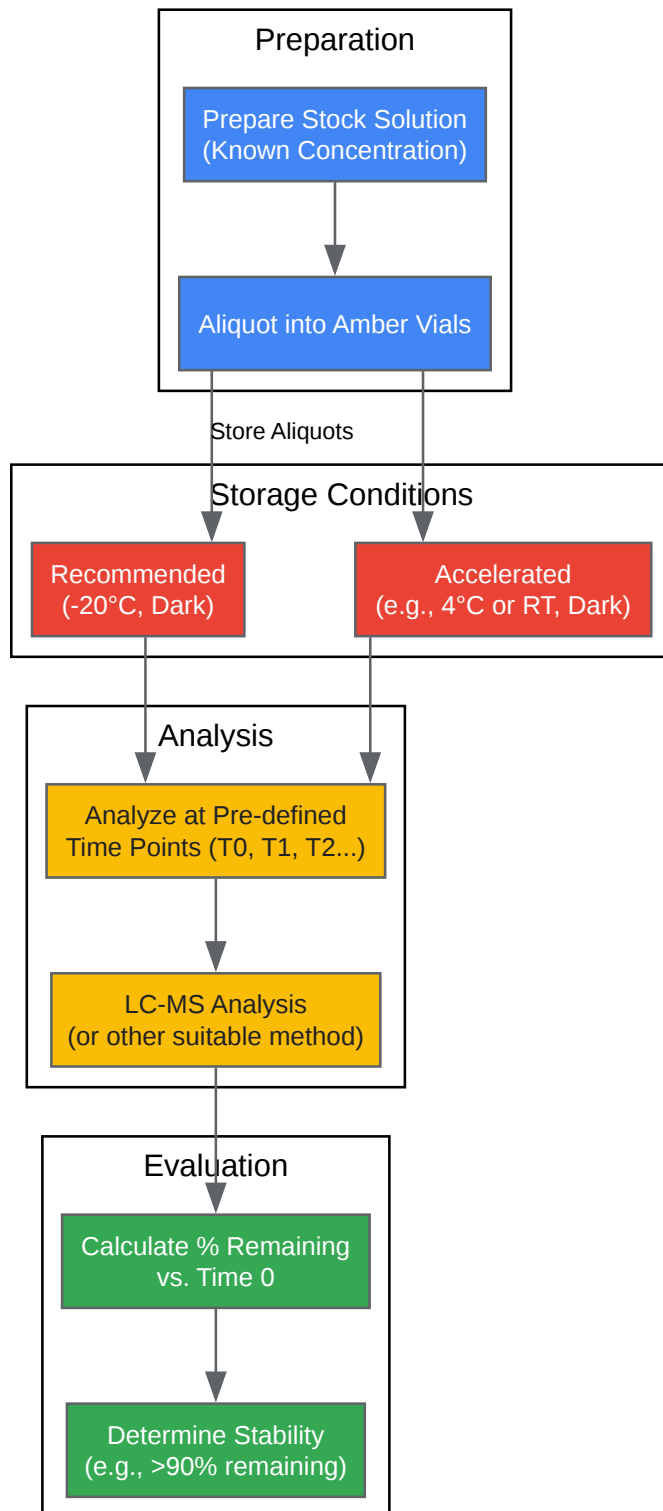 Preparation
Prepare Stock Solution
(Known Concentration)
Aliquot into Amber Vials
Store Aliquots
Storage Conditions
Recommended
(-20°C, Dark)
Accelerated
(e.g., 4°C or RT, Dark)
Analysis
Analyze at Pre-defined
Time Points (T0, T1, T2...)
LC-MS Analysis
(or other suitable method)
Evaluation
Calculate % Remaining
vs. Time 0
Determine Stability
(e.g., >90% remaining)